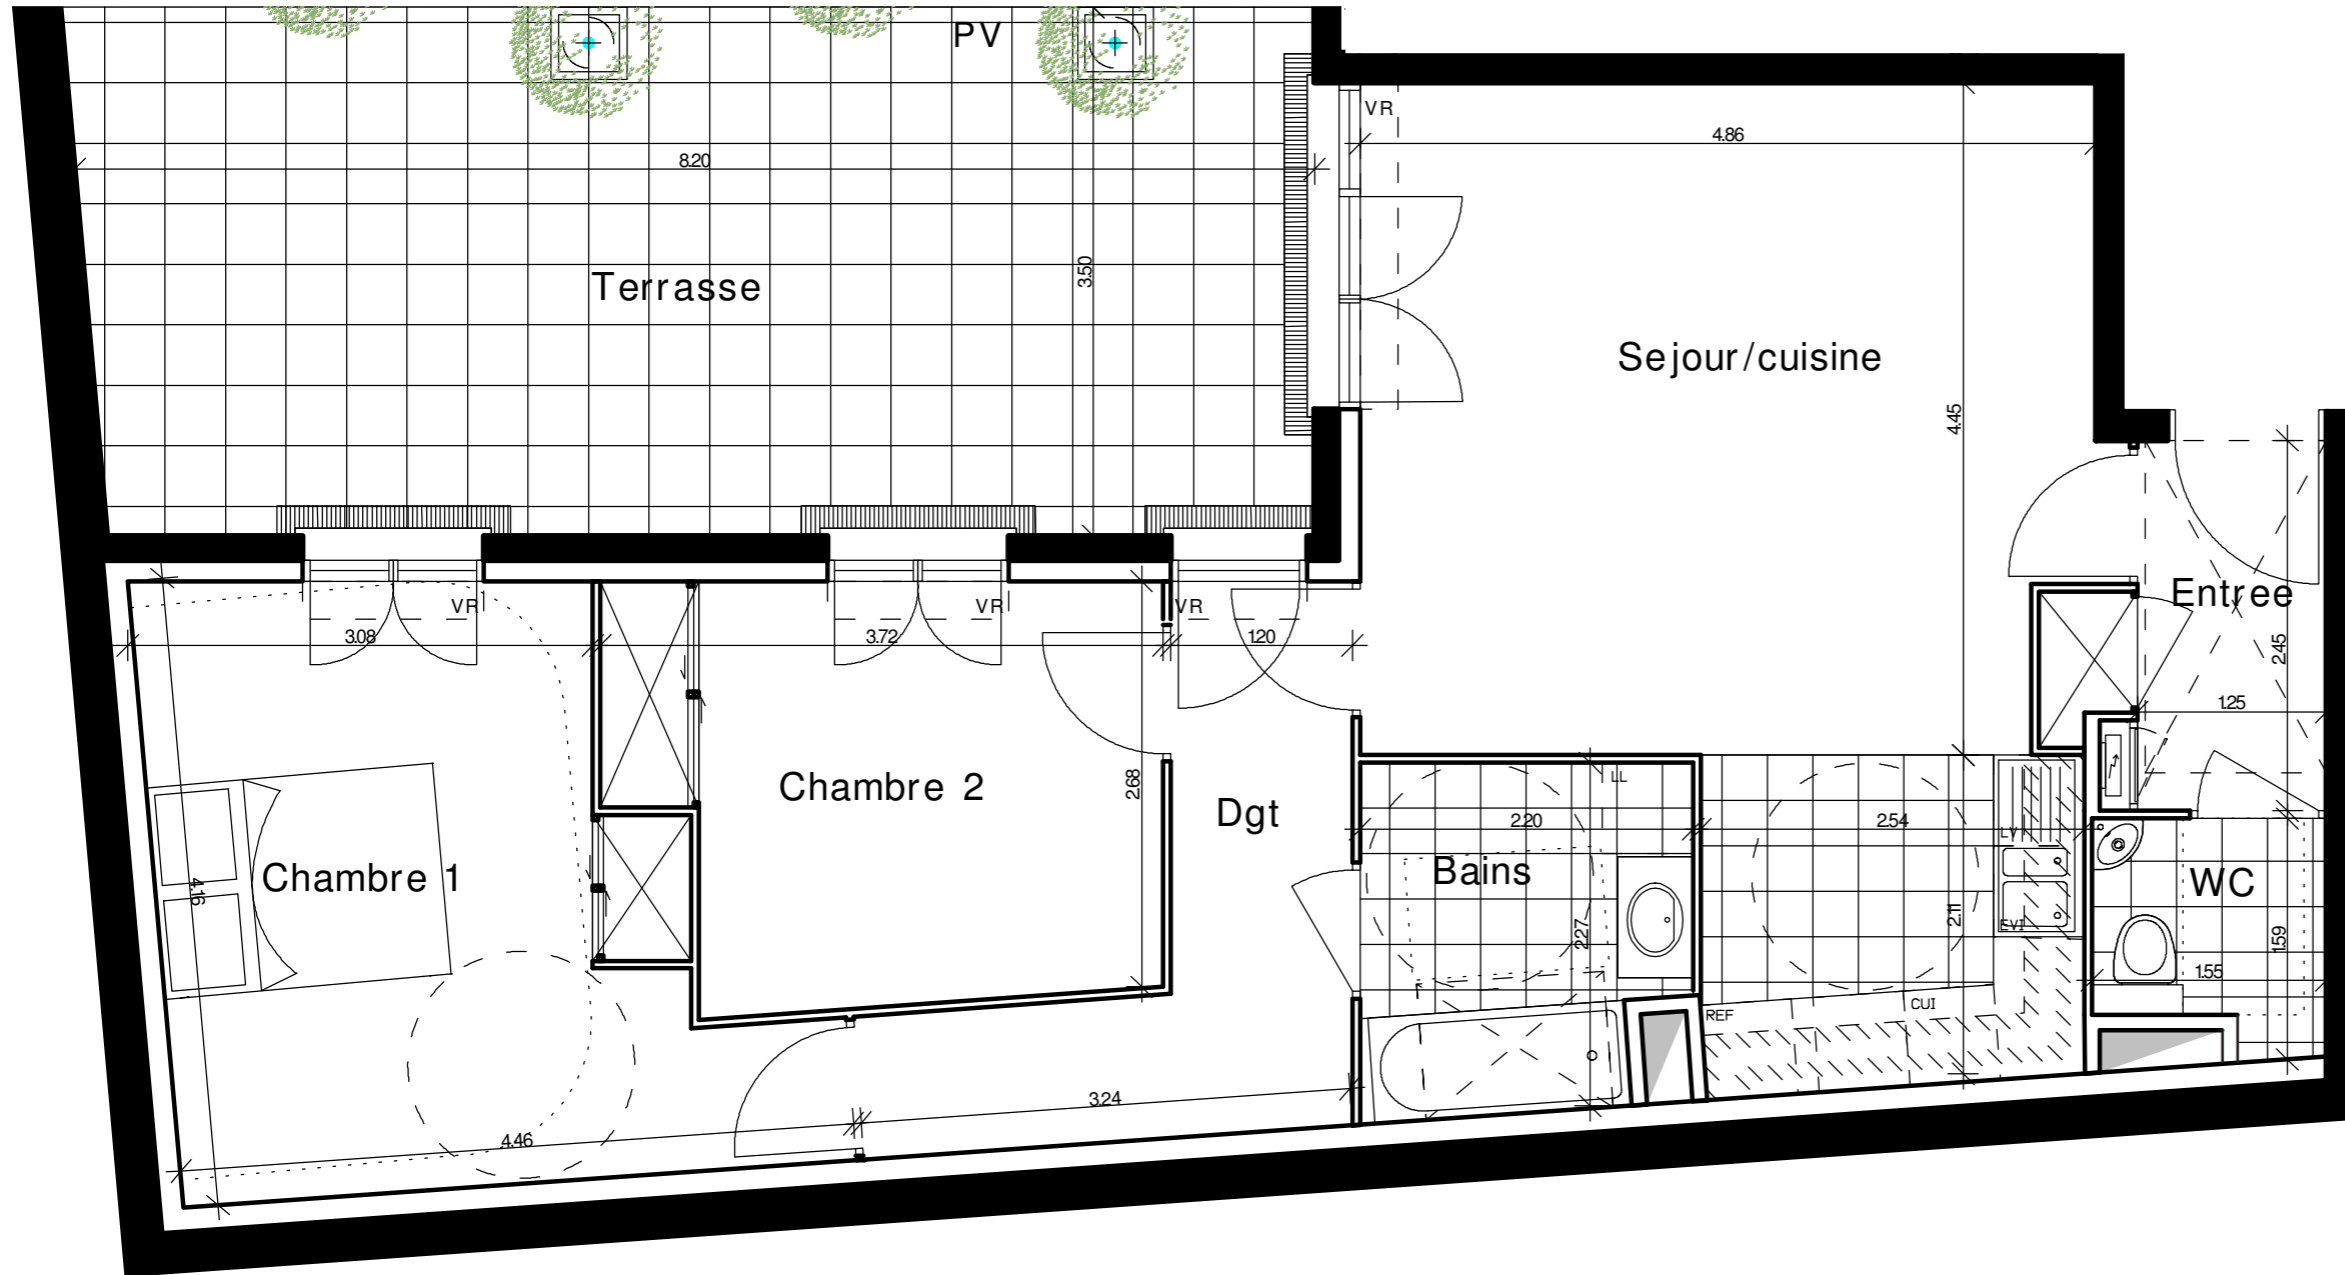 PV
VR
4.86
8.20
Terrasse
3.50
Sejour/cuisine
4.45
Entree
VR
VR
VR
3.08
3.72
1.20
2.45
1.25
2.68
Chambre 2
LL
Dgt
2.20
2.54
LV
Chambre 1
4.16
Bains
WC
2.27
2.11
EVI
1.59
1.55
REF
CUI
3.24
4.46